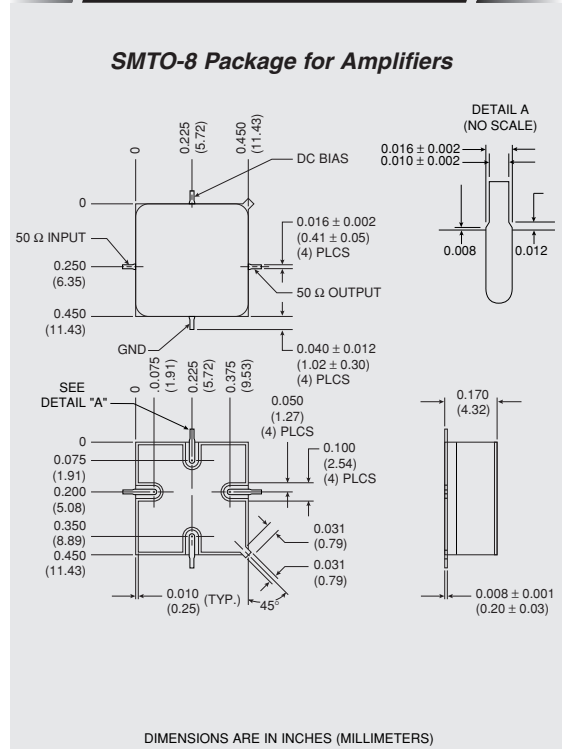 SMTO-8 Package for Amplifiers
DETAIL A
(NO SCALE)
0
0.225
(5.72)
0.450
(11.43)
DC BIAS
0.016 ± 0.002
0.010 ± 0.002
0.008
0.012
0
50 Ω INPUT
0.250
(6.35)
0.450
(11.43)
0.016 ± 0.002
(0.41 ± 0.05)
(4) PLCS
50 Ω OUTPUT
GND
0.040 ± 0.012
(1.02 ± 0.30)
(4) PLCS
SEE
DETAIL "A"
0
.0.075
(1.91)
0.225
(5.72)
0.375
(9.53)
0.050
(1.27)
(4) PLCS
0.100
(2.54)
(4) PLCS
0.170
(4.32)
0
0.075
(1.91)
0.200
(5.08)
0.350
(8.89)
0.450
(11.43)
0.031
(0.79)
0.031
(0.79)
0.010
(0.25)
(TYP.)
45°
0.008 ± 0.001
(0.20 ± 0.03)
DIMENSIONS ARE IN INCHES (MILLIMETERS)